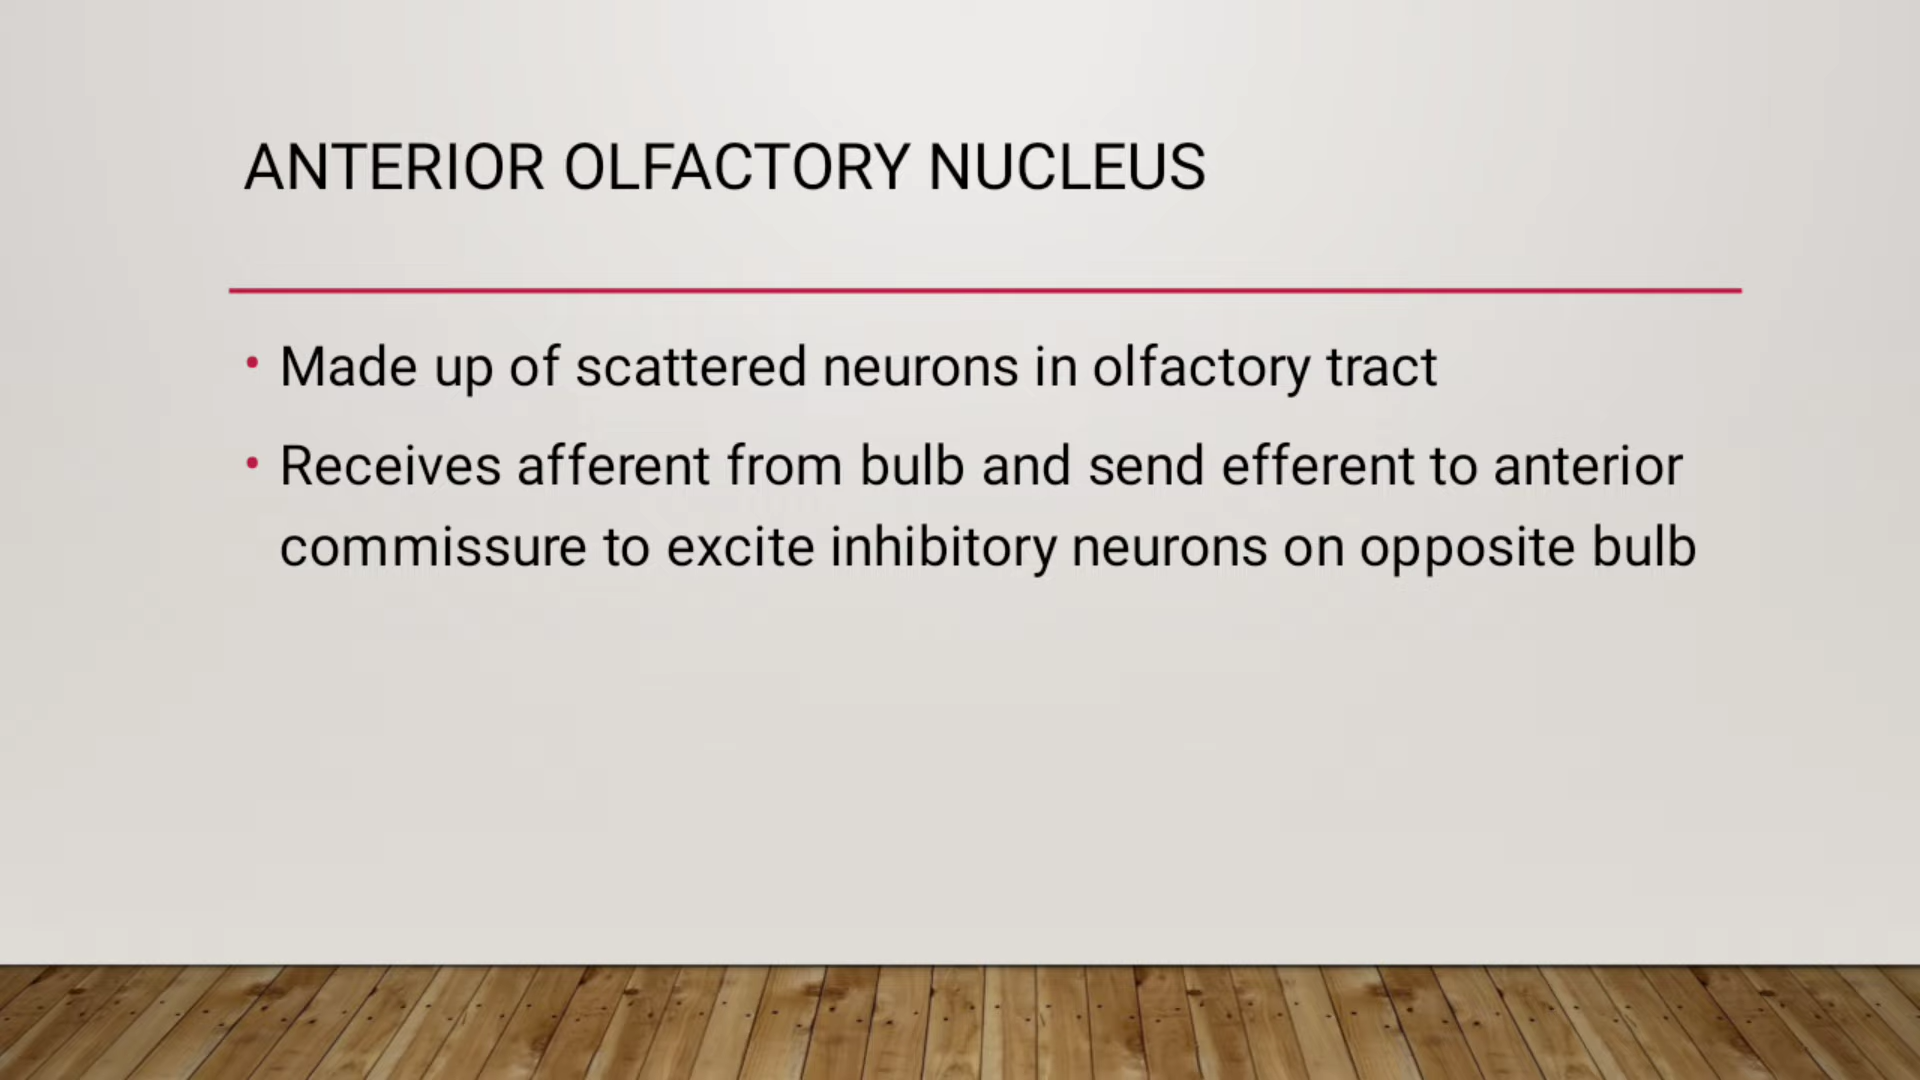 ANTERIOR OLFACTORY NUCLEUS
• Made up of scattered neurons in olfactory tract
• Receives afferent from bulb and send efferent to anterior
commissure to excite inhibitory neurons on opposite bulb